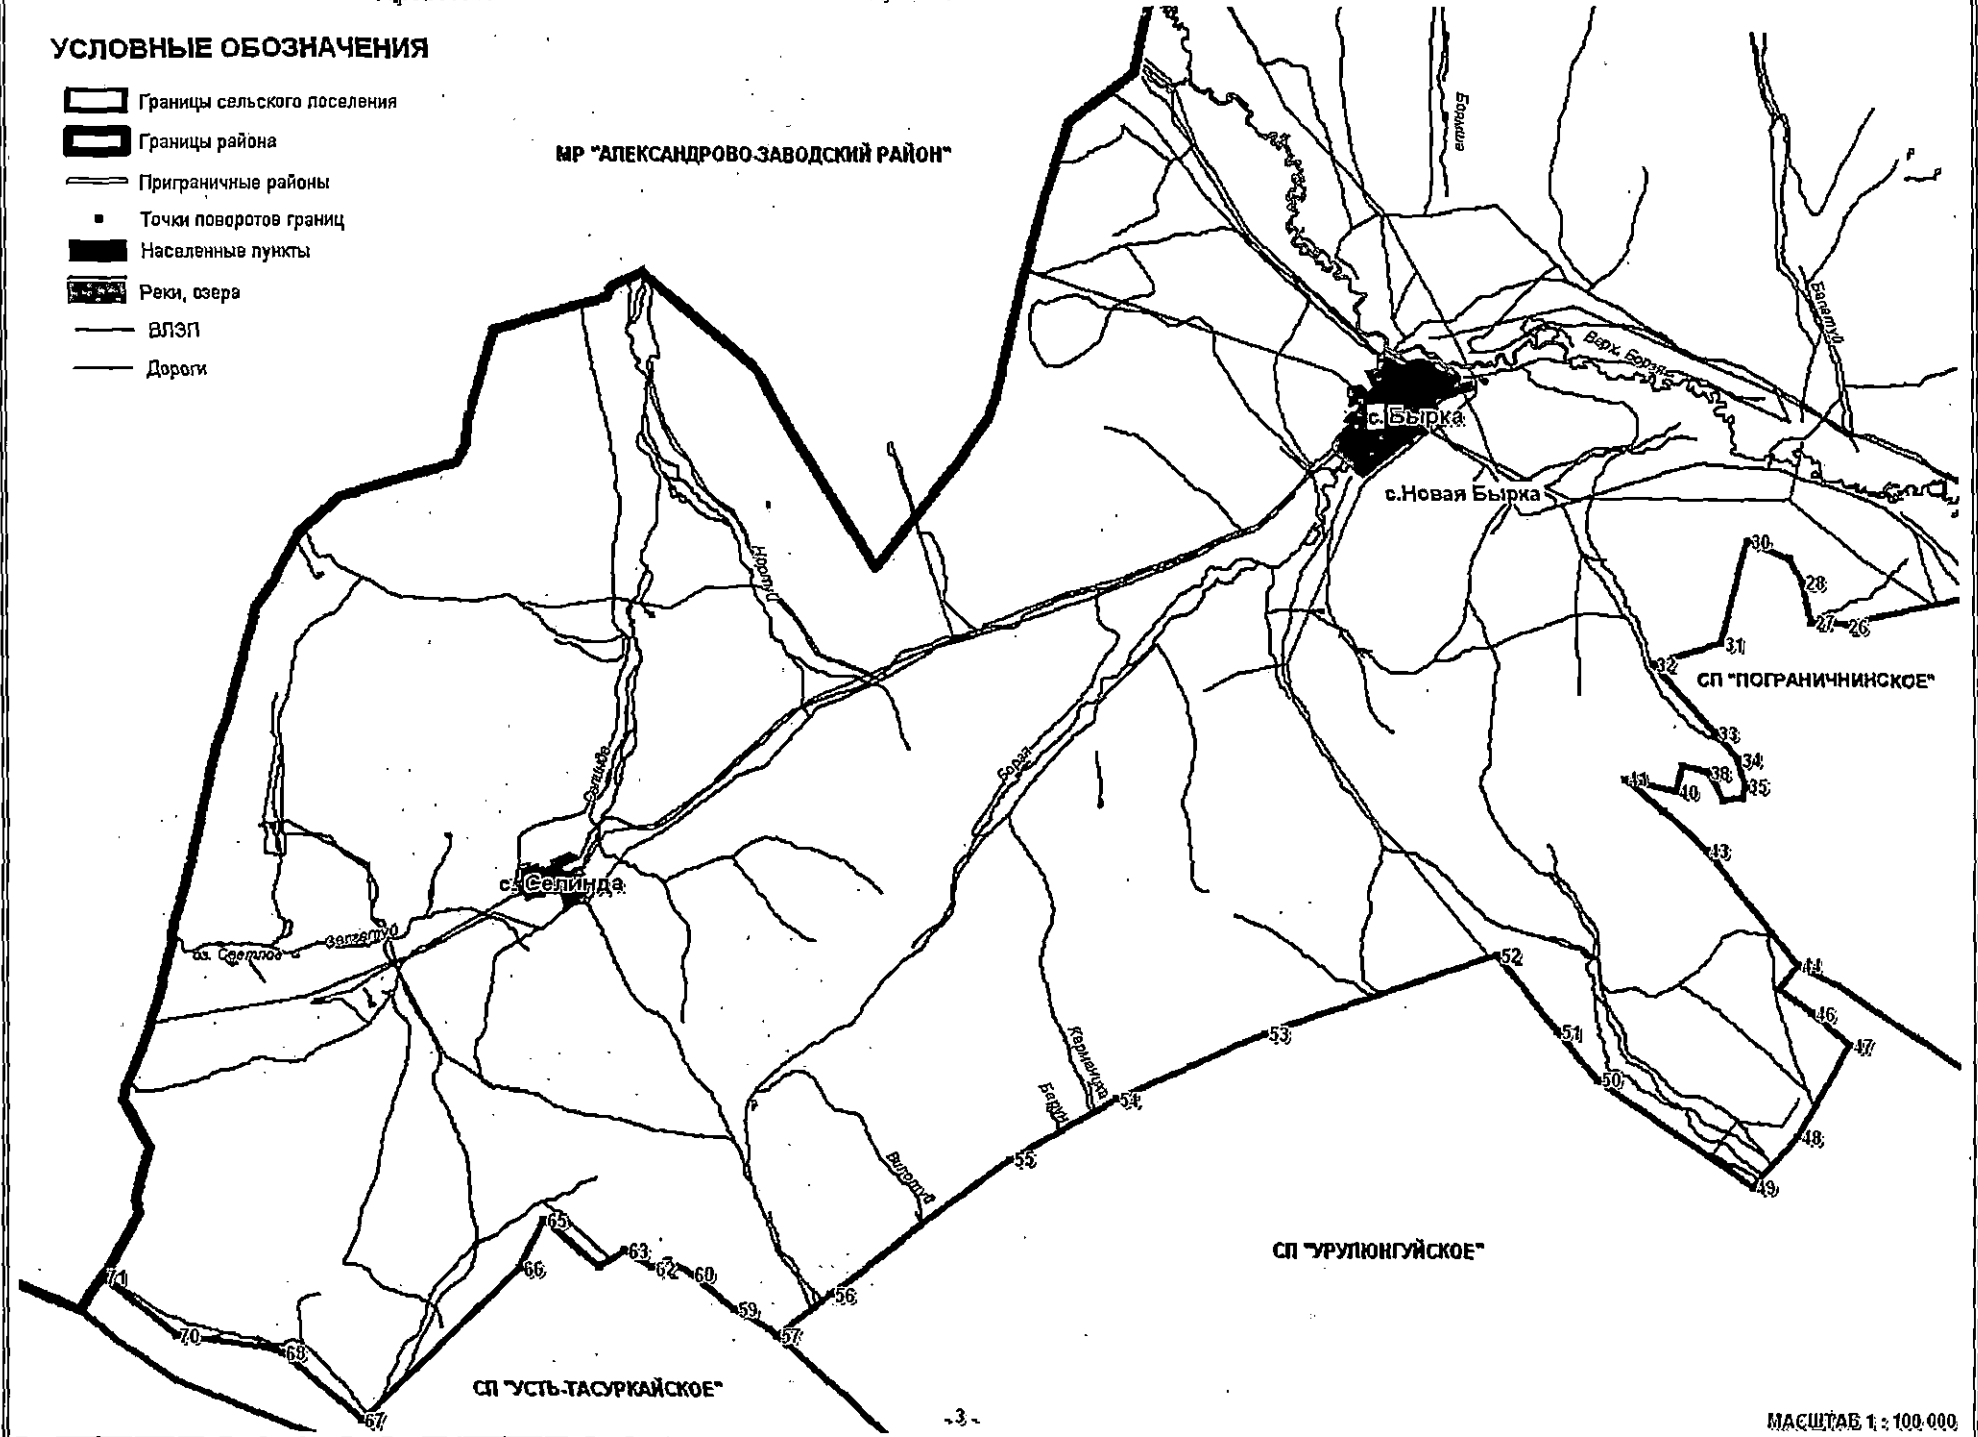 УСЛОВНЫЕ ОБОЗНАЧЕНИЯ
Границы сельского поселения
Границы района
Приграничные районы
Точки поворотов границ
Населенные пункты
Реки, озера
ВЛЭП
Дороги
МР "АЛЕКСАНДРОВО-ЗАВОДСКИЙ РАЙОН"
Верх. Борзя
с. Бырка
с.Новая Бырка
30
28
27
26
31
32
СП "ПОГРАНИЧНИНСКОЕ"
33
34
35
38
40
41
43
Борзя
Селинда
с. Селинда
оз. Светлое
44
46
47
48
49
50
51
52
53
54
55
56
57
59
60
62
63
65
66
67
68
70
71
СП "УРУЛЮНГУЙСКОЕ"
СП "УСТЬ-ТАСУРКАЙСКОЕ"
-3-
МАСШТАБ 1 : 100 000